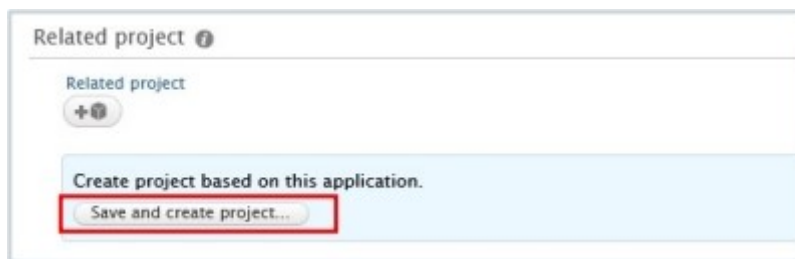 Related project
Related project
Create project based on this application.
Save and create project...